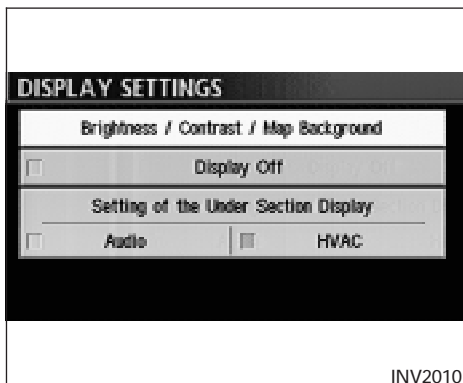 DISPLAY SETTINGS
Brightness / Contrast / Map Background
Display Off
Setting of the Under Section Display
Audio HVAC
INV2010